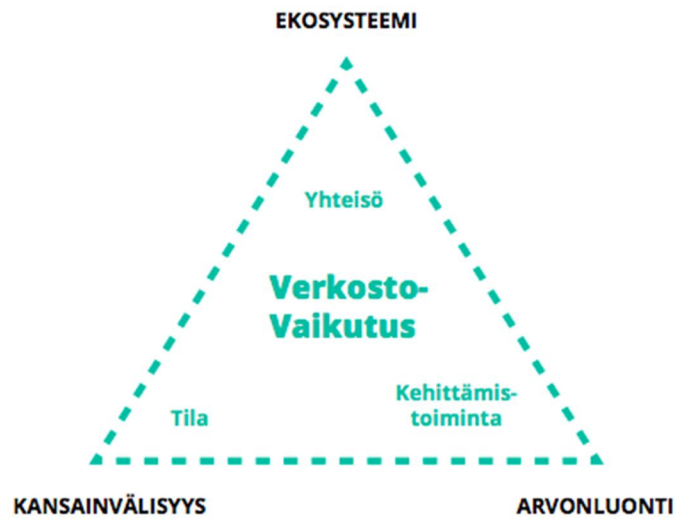 EKOSYSTEEMI
Yhteisö
Verkosto-
Vaikutus
Kehittämis-
toiminta
Tila
KANSAINVÄLISYYS
ARVONLUONTI